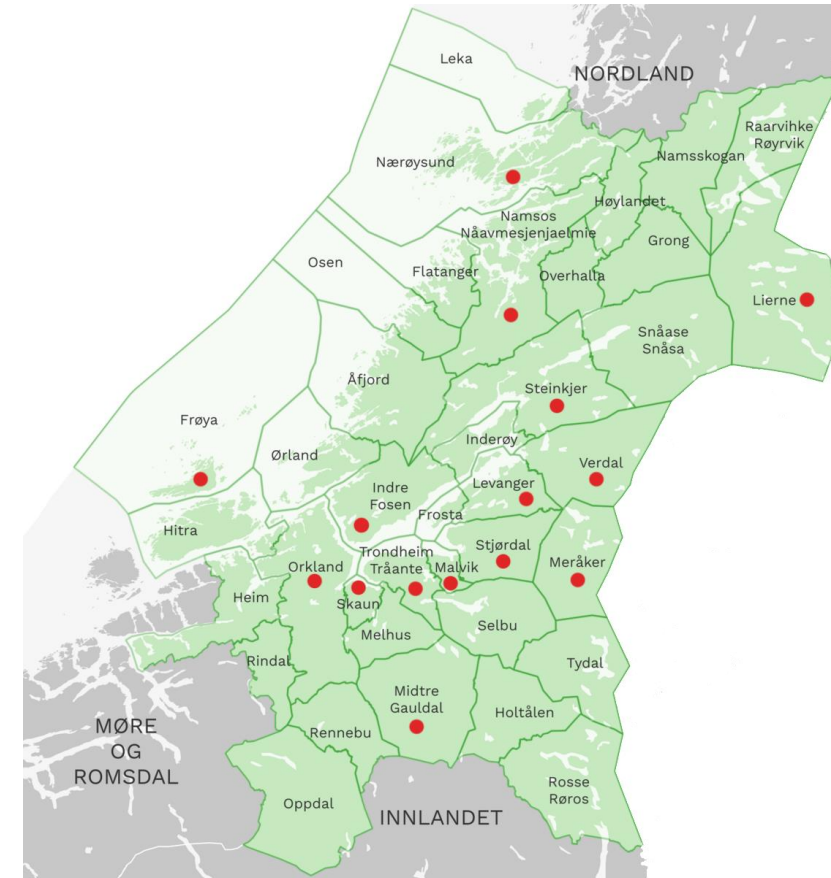 Leka
NORDLAND
Raarvihke
Røyrvik
Nærøysund
Namsskogan
Høylandet
Namsos
Nåavmesjenjaelmie
Grong
Osen
Flatanger
Overhalla
Lierne
Snåase
Snåsa
Åfjord
Steinkjer
Frøya
Inderøy
Ørland
Verdal
Levanger
Indre
Fosen
Frosta
Hitra
Stjørdal
Trondheim
Tråante
Malvik
Meråker
Orkland
Heim
Skaun
Selbu
Melhus
Rindal
Tydal
Midtre
Gauldal
Holtålen
MØRE
OG
ROMSDAL
Rennebu
Rosse
Røros
Oppdal
INNLANDET